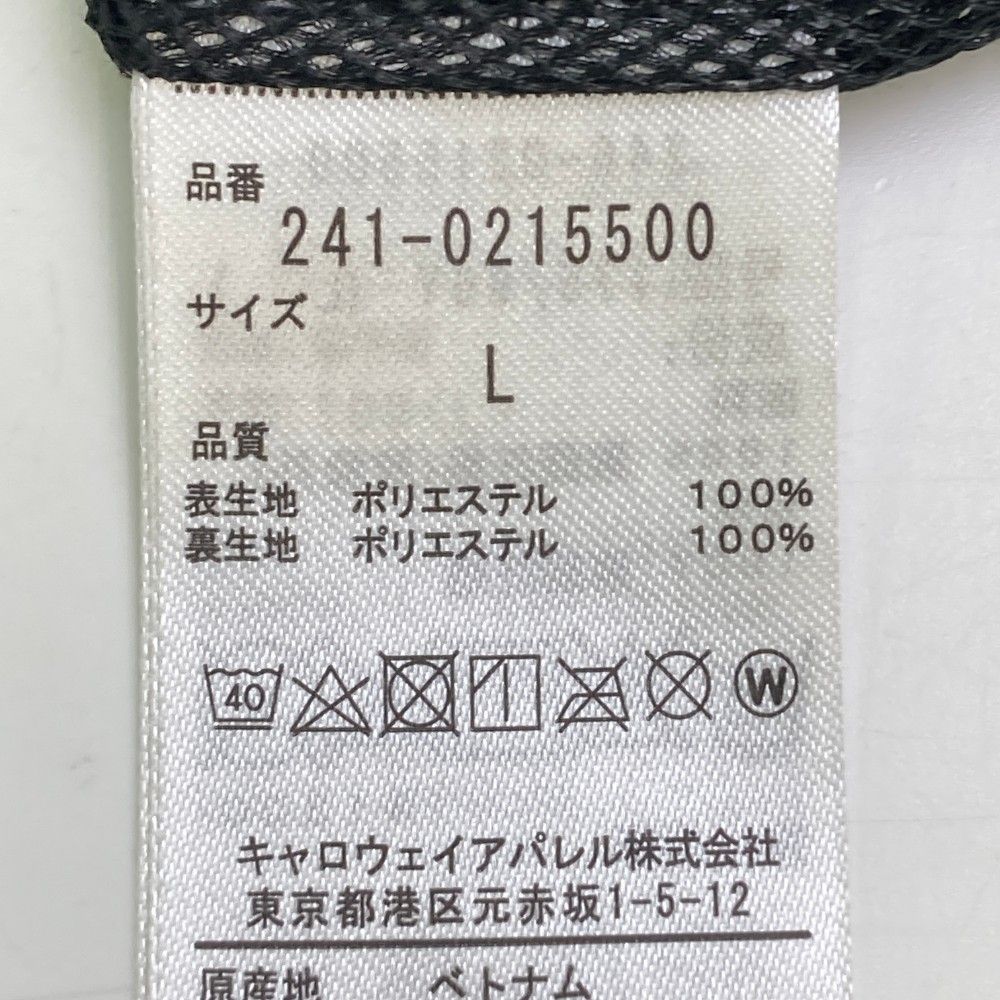 品番
241-0215500
サイズ
L
品質
表生地 ポリエステル 100%
裏生地 ポリエステル 100%
40 W
キャロウェイアパレル株式会社
東京都港区元赤坂1-5-12
原産地 ベトナム